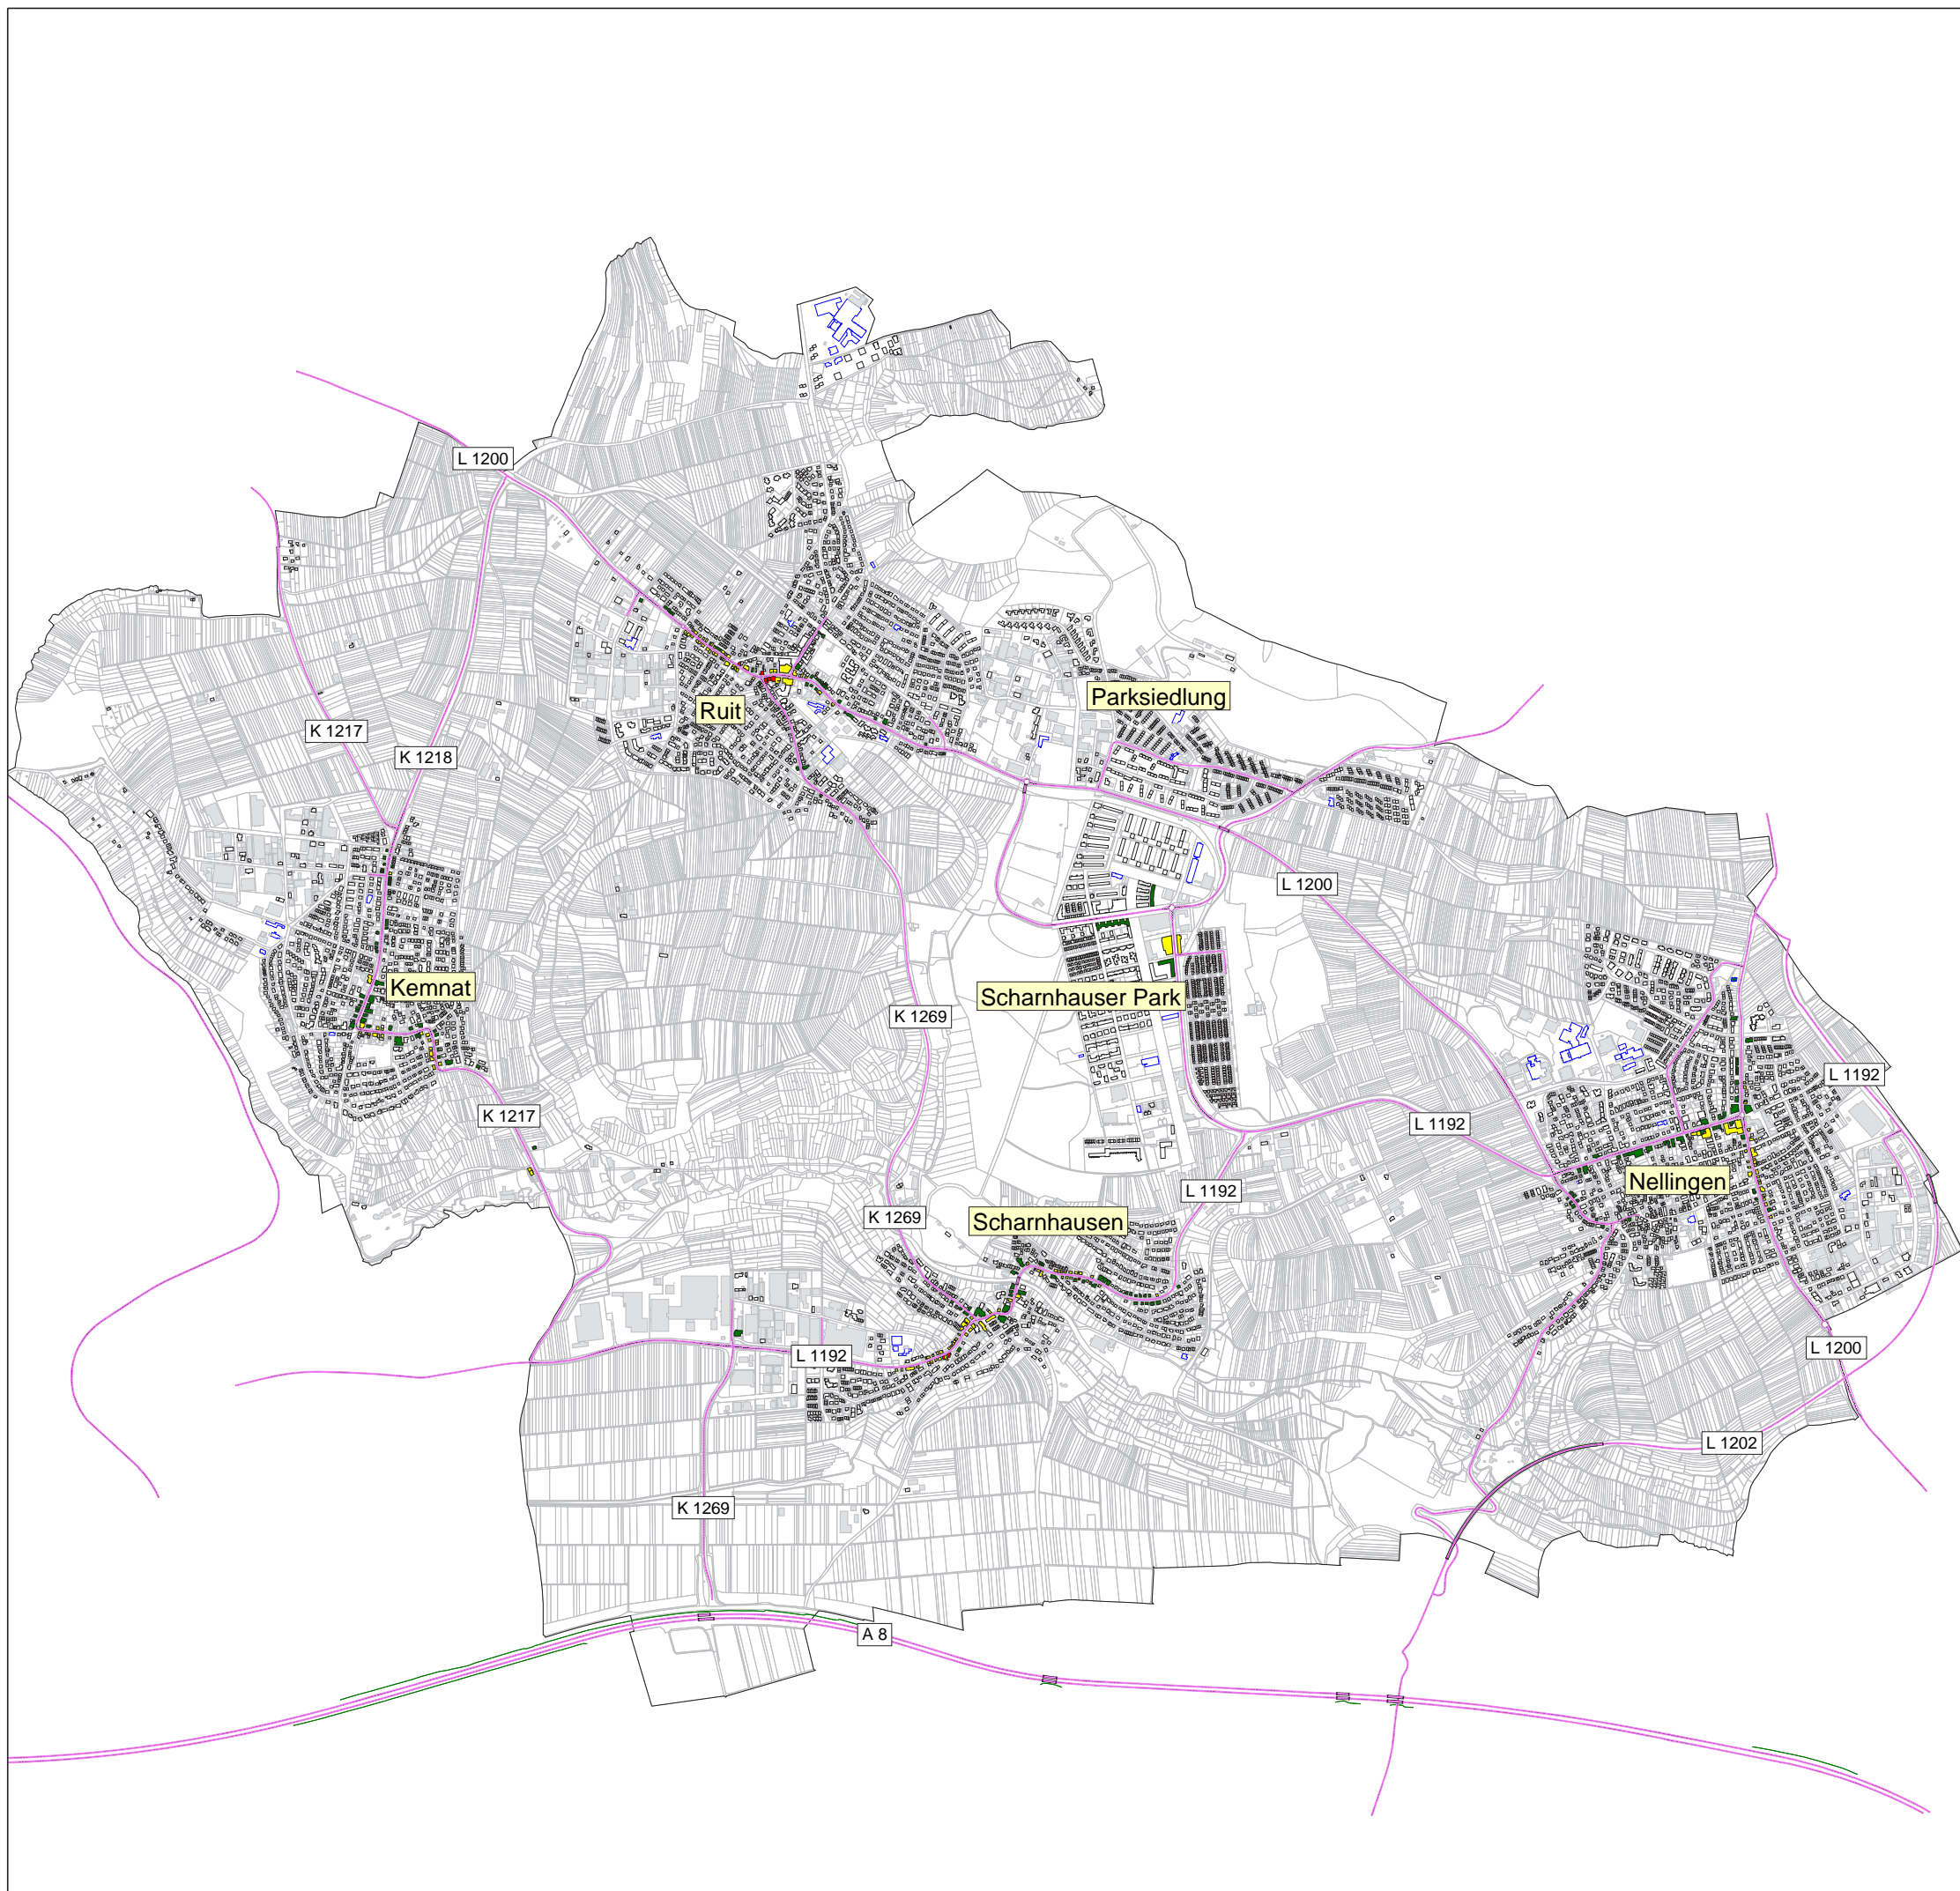 L 1200
Parksiedlung
Ruit
K 1217
K 1218
L 1200
Kemnat
Scharnhauser Park
K 1269
L 1192
K 1217
L 1192
Nellingen
L 1192
K 1269
Scharnhausen
L 1200
L 1192
L 1202
K 1269
A 8